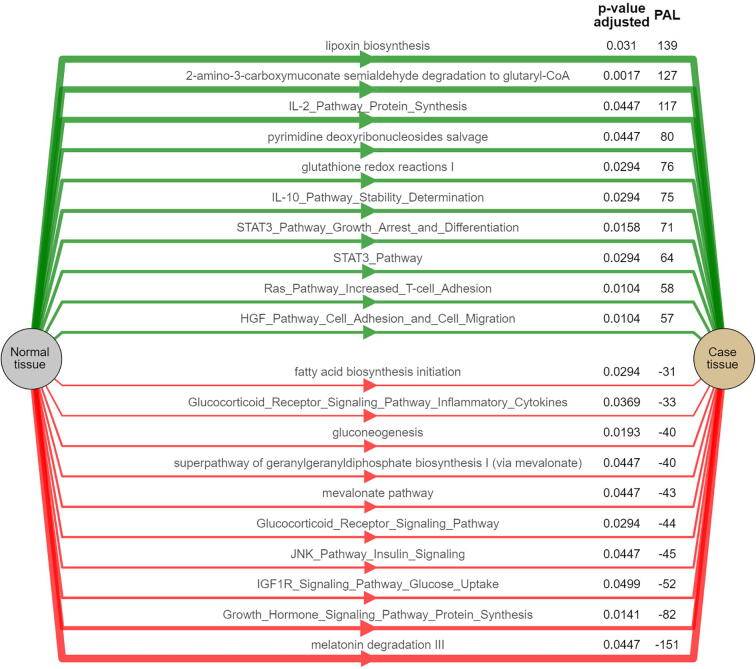 p-value
adjusted PAL
lipoxin biosynthesis 0.031 139
2-amino-3-carboxymuconate semialdehyde degradation to glutaryl-CoA 0.0017 127
IL-2_Pathway_Protein_Synthesis 0.0447 117
pyrimidine deoxyribonucleosides salvage 0.0447 80
glutathione redox reactions I 0.0294 76
IL-10_Pathway_Stability_Determination 0.0294 75
STAT3_Pathway_Growth_Arrest_and_Differentiation 0.0158 71
STAT3_Pathway 0.0294 64
Ras_Pathway_Increased_T-cell_Adhesion 0.0104 58
HGF_Pathway_Cell_Adhesion_and_Cell_Migration 0.0104 57
Normal
tissue
Case
tissue
fatty acid biosynthesis initiation 0.0294 -31
Glucocorticoid_Receptor_Signaling_Pathway_Inflammatory_Cytokines 0.0369 -33
gluconeogenesis 0.0193 -40
superpathway of geranylgeranyldiphosphate biosynthesis I (via mevalonate) 0.0447 -40
mevalonate pathway 0.0447 -43
Glucocorticoid_Receptor_Signaling_Pathway 0.0294 -44
JNK_Pathway_Insulin_Signaling 0.0447 -45
IGF1R_Signaling_Pathway_Glucose_Uptake 0.0499 -52
Growth_Hormone_Signaling_Pathway_Protein_Synthesis 0.0141 -82
melatonin degradation III 0.0447 -151